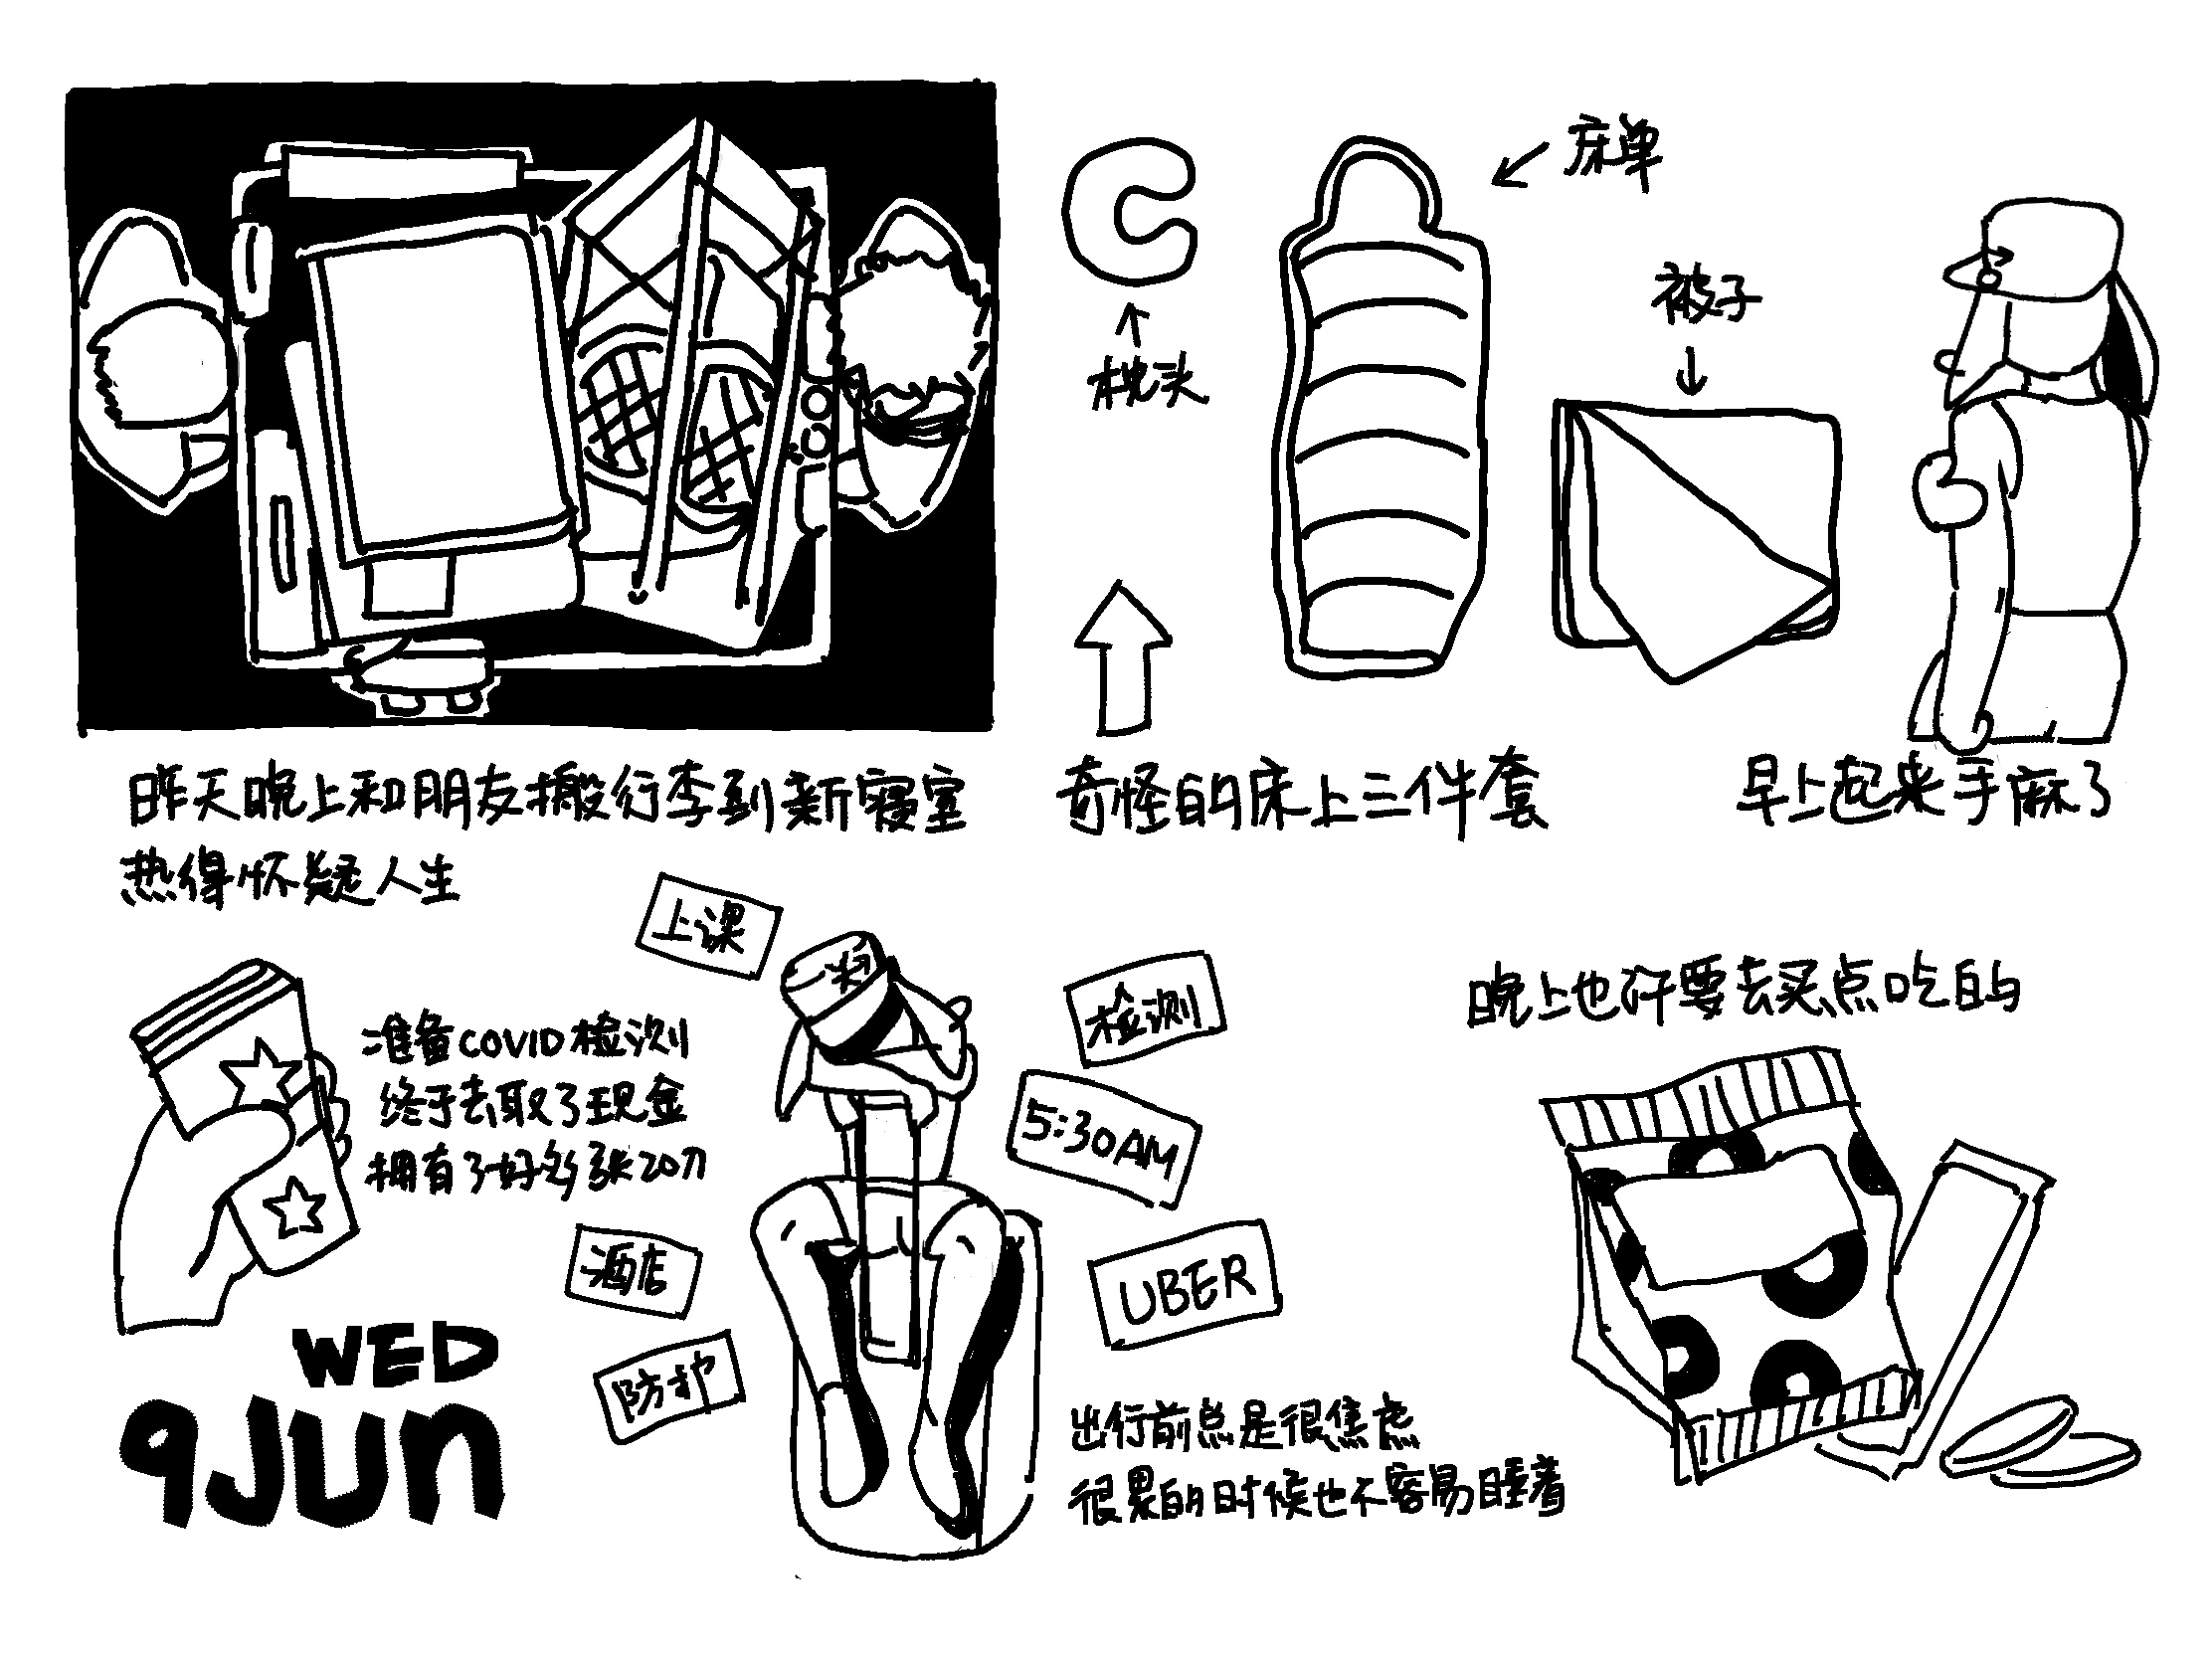 床单
被子
枕头
昨天晚上和朋友搬行李到新寝室
热得怀疑人生
奇怪的床上三件套
早上起来手麻了
准备COVID检测
终于去取了现金
拥有了好多张20刀
上课
检测
5:30AM
UBER
酒店
防护
出行前总是很焦虑
很累的时候也不容易睡着
晚上也许要去买点吃的
WED
9JUN